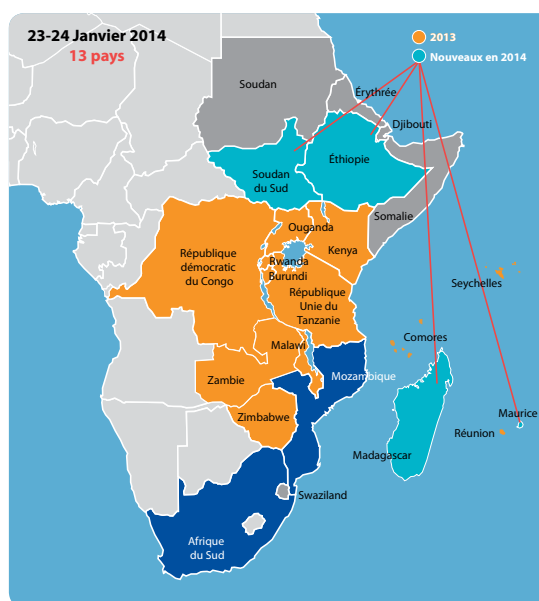 23-24 Janvier 2014
13 pays
2013
Nouveaux en 2014
Soudan
Érythrée
Djibouti
Éthiopie
Soudan
du Sud
Somalie
Ouganda
Kenya
République
démocratic
du Congo
Rwanda
Burundi
Seychelles
République
Unie du
Tanzanie
Comores
Malawi
Mozambique
Zambie
Maurice
Zimbabwe
Réunion
Madagascar
Swaziland
Afrique
du Sud